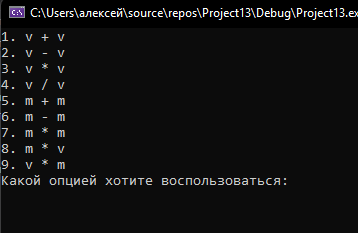 C:\Users\алексей\source\repos\Project13\Debug\Project13.ex
1. v + v
2. v - v
3. v * v
4. v / v
5. m + m
6. m - m
7. m * m
8. m * v
9. v * m
Какой опцией хотите воспользоваться: